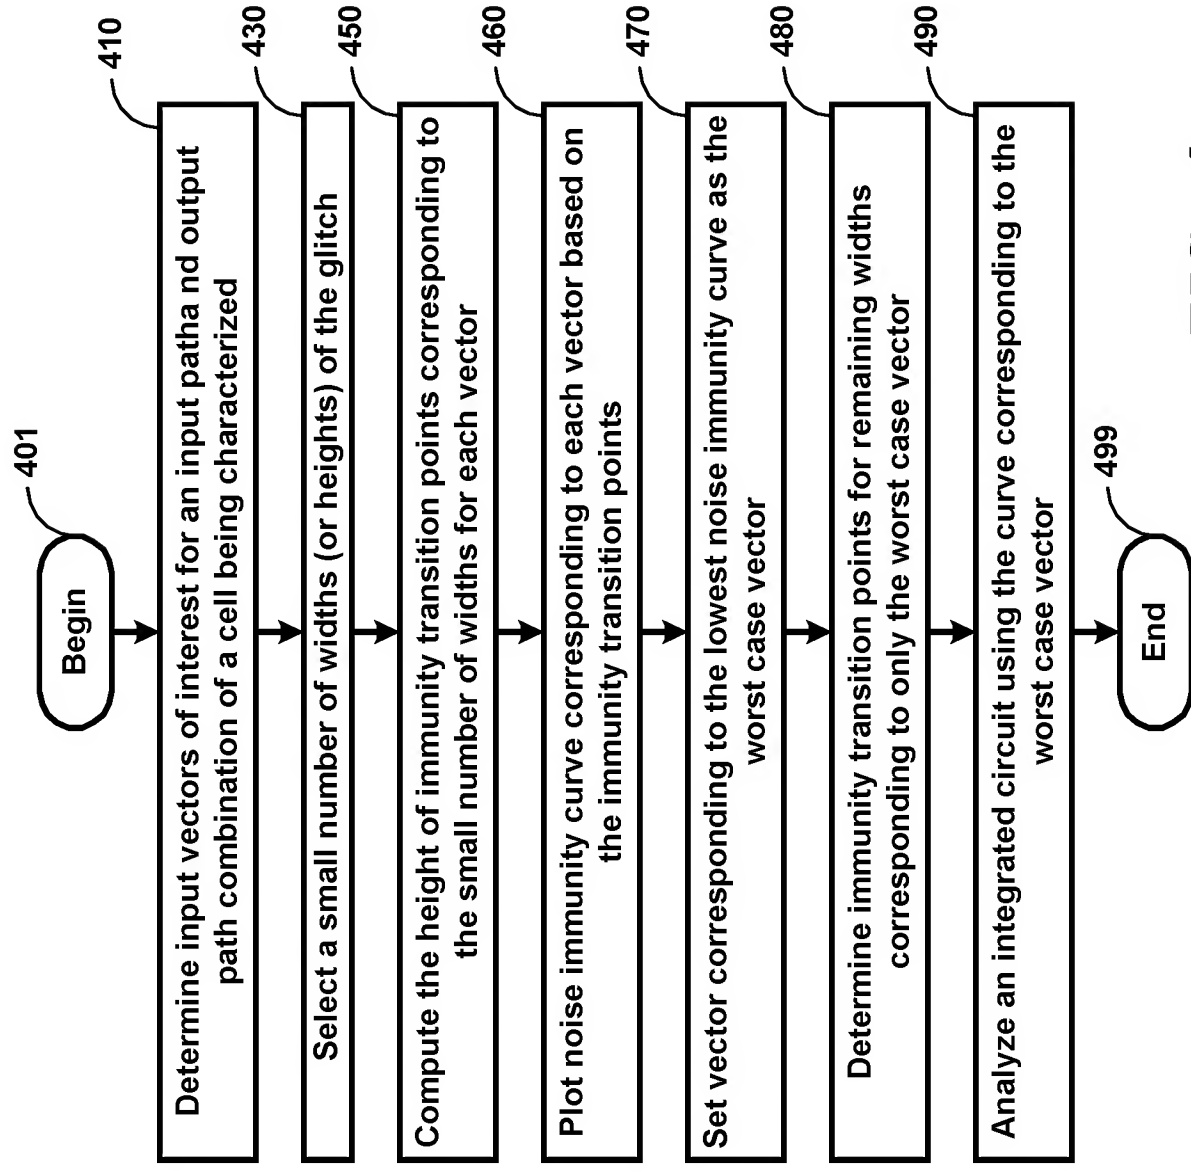 401
Begin
410
Determine input vectors of interest for an input patha nd output
path combination of a cell being characterized
430
Select a small number of widths (or heights) of the glitch
450
Compute the height of immunity transition points corresponding to
the small number of widths for each vector
460
Plot noise immunity curve corresponding to each vector based on
the immunity transition points
470
Set vector corresponding to the lowest noise immunity curve as the
worst case vector
480
Determine immunity transition points for remaining widths
corresponding to only the worst case vector
490
Analyze an integrated circuit using the curve corresponding to the
worst case vector
499
End